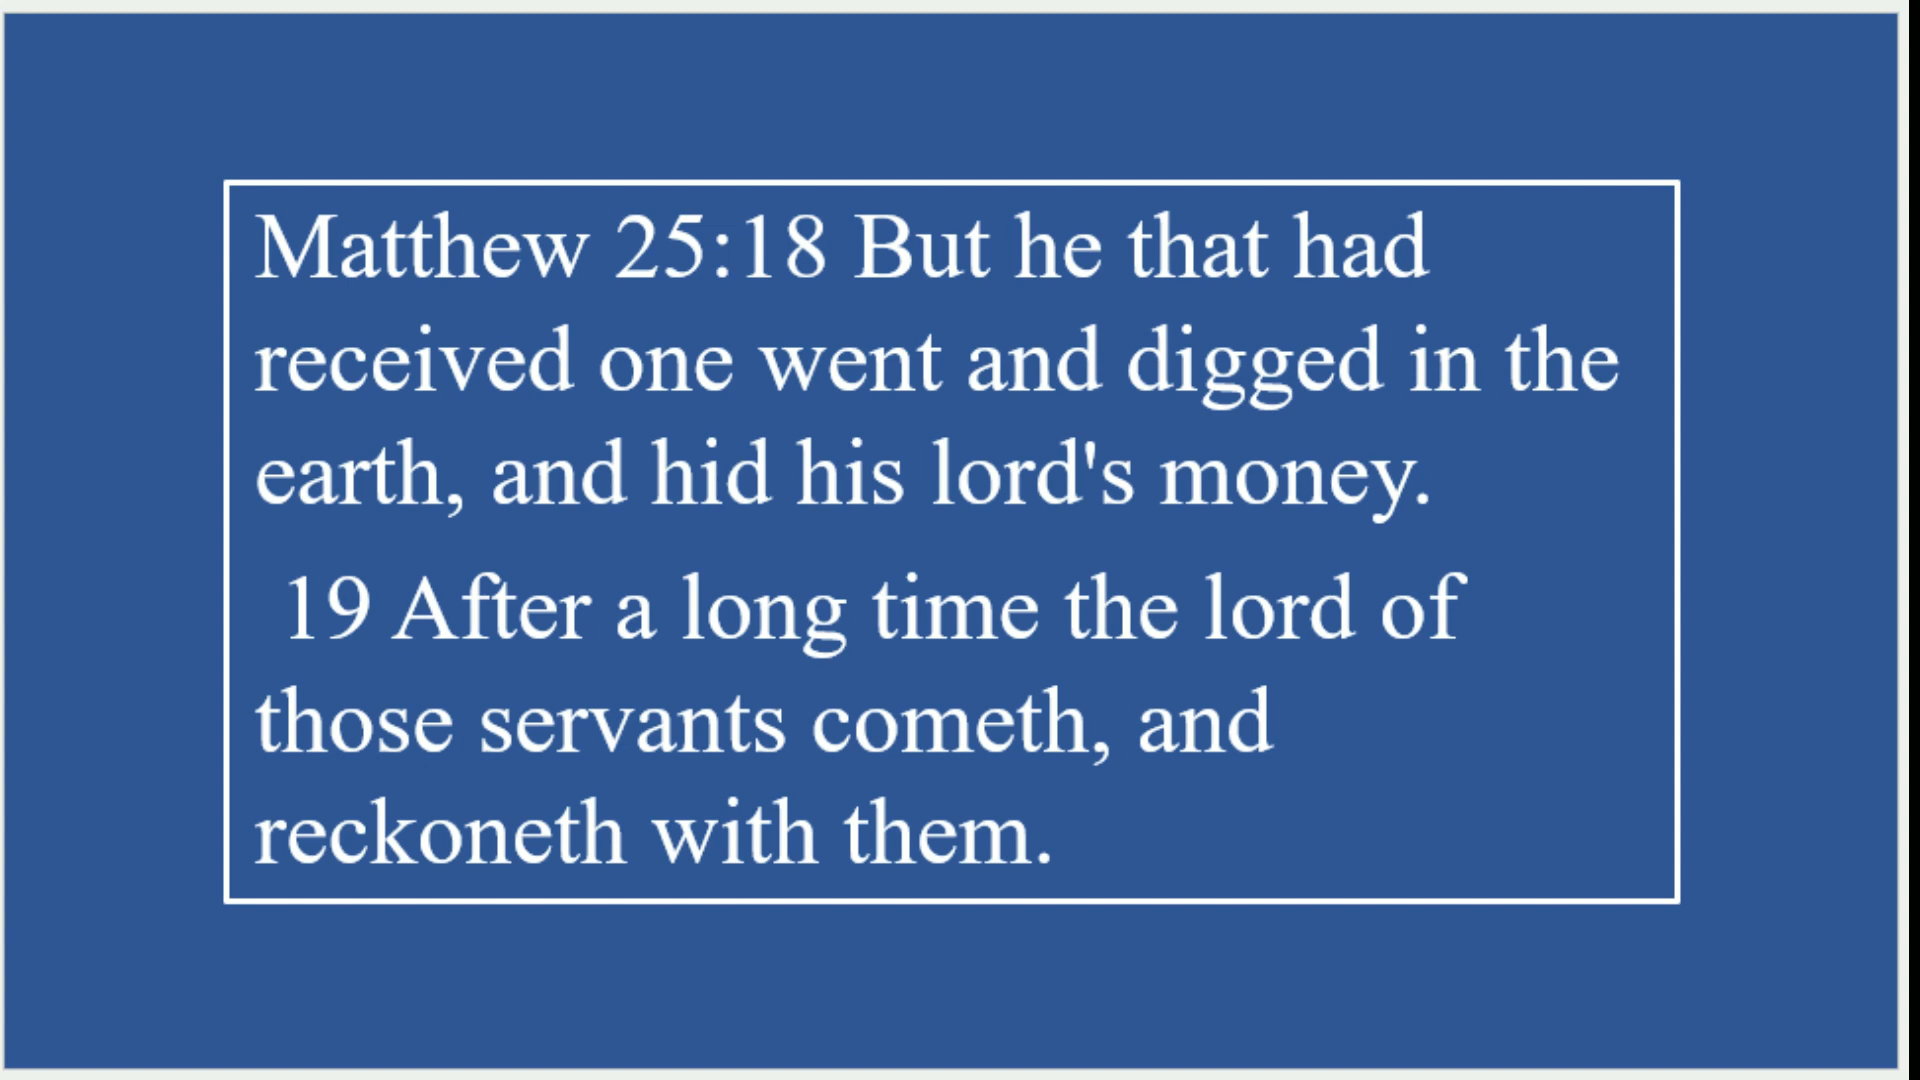 Matthew 25:18 But he that had
received one went and digged in the
earth, and hid his lord's money.
19 After a long time the lord of
those servants cometh, and
reckoneth with them.